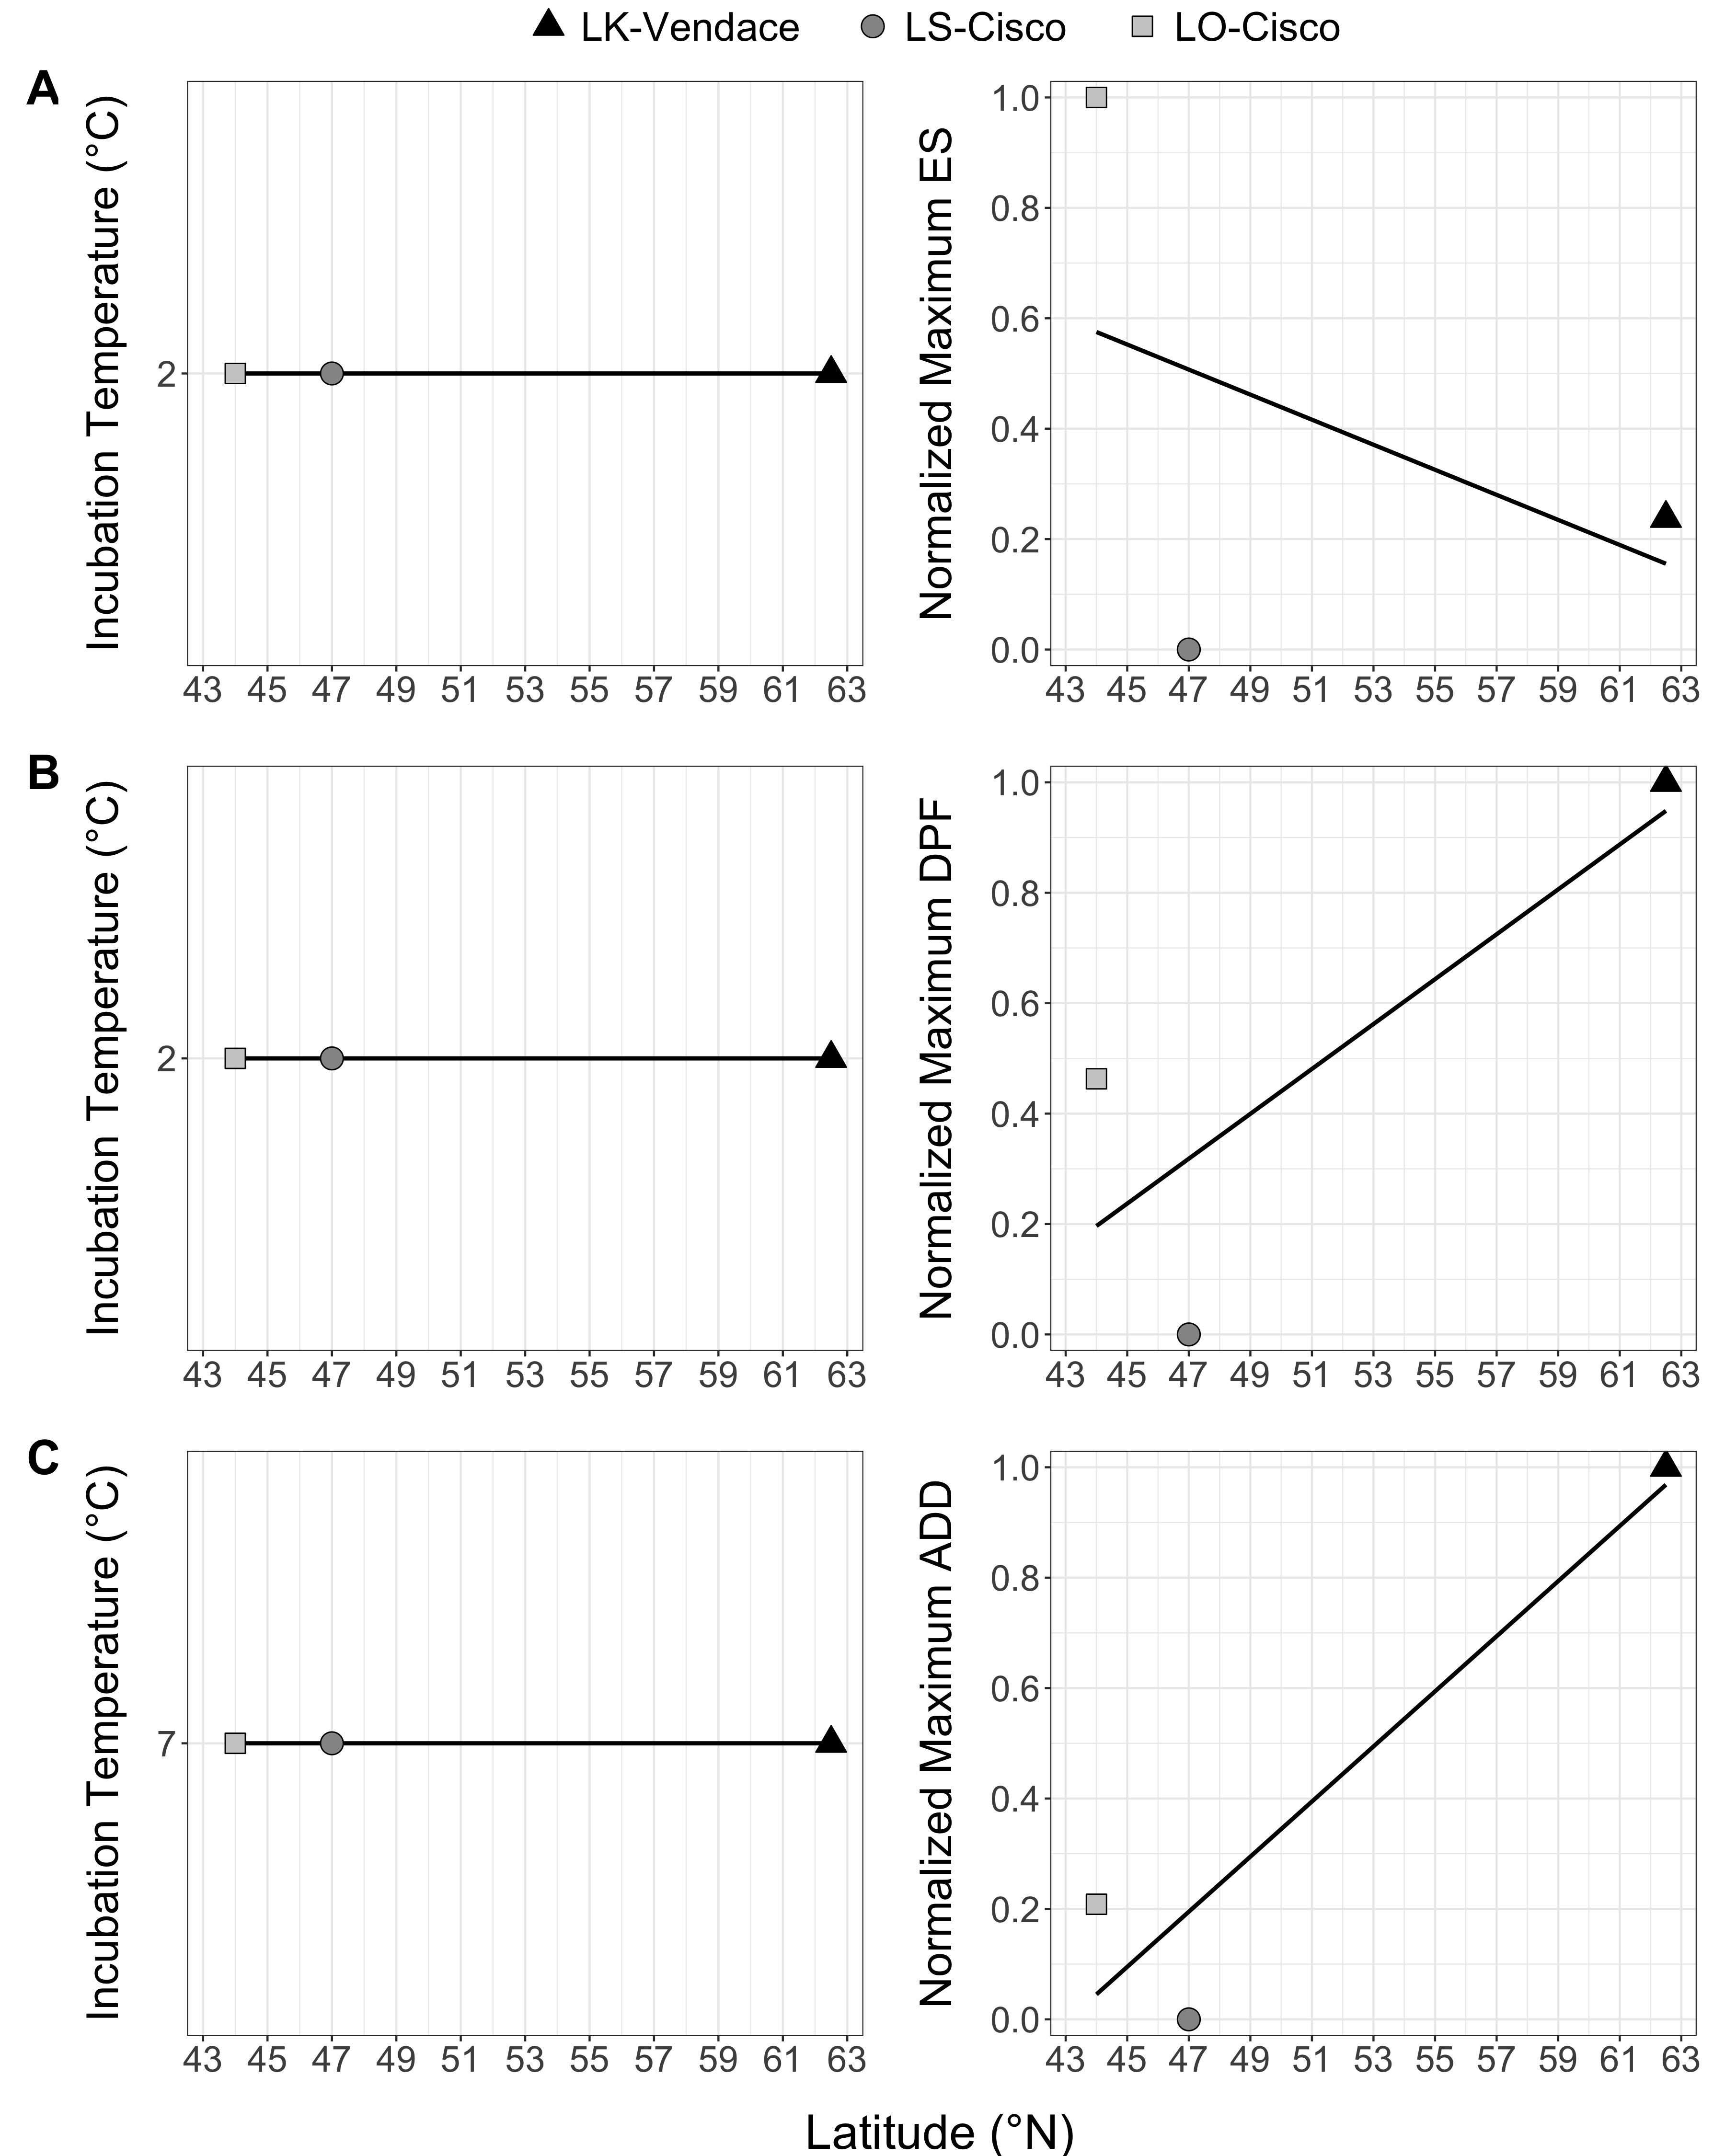 LK-Vendace LS-Cisco LO-Cisco
A
Incubation Temperature (°C)
2
43 45 47 49 51 53 55 57 59 61 63
Normalized Maximum ES
1.0
0.8
0.6
0.4
0.2
0.0
43 45 47 49 51 53 55 57 59 61 63
B
Incubation Temperature (°C)
2
43 45 47 49 51 53 55 57 59 61 63
Normalized Maximum DPF
1.0
0.8
0.6
0.4
0.2
0.0
43 45 47 49 51 53 55 57 59 61 63
C
Incubation Temperature (°C)
7
43 45 47 49 51 53 55 57 59 61 63
Normalized Maximum ADD
1.0
0.8
0.6
0.4
0.2
0.0
43 45 47 49 51 53 55 57 59 61 63
Latitude (°N)